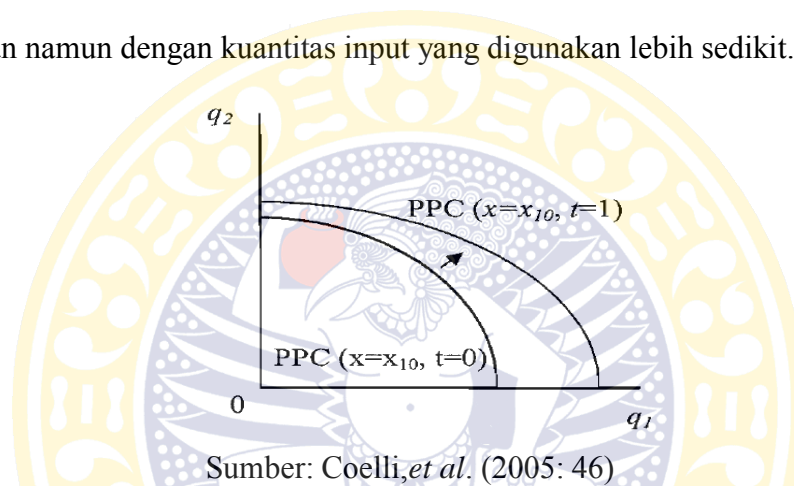 n namun dengan kuantitas input yang digunakan lebih sedikit.
q₂
PPC (x=x₁₀, t=1)
PPC (x=x₁₀, t=0)
0
q₁
Sumber: Coelli,et al. (2005: 46)